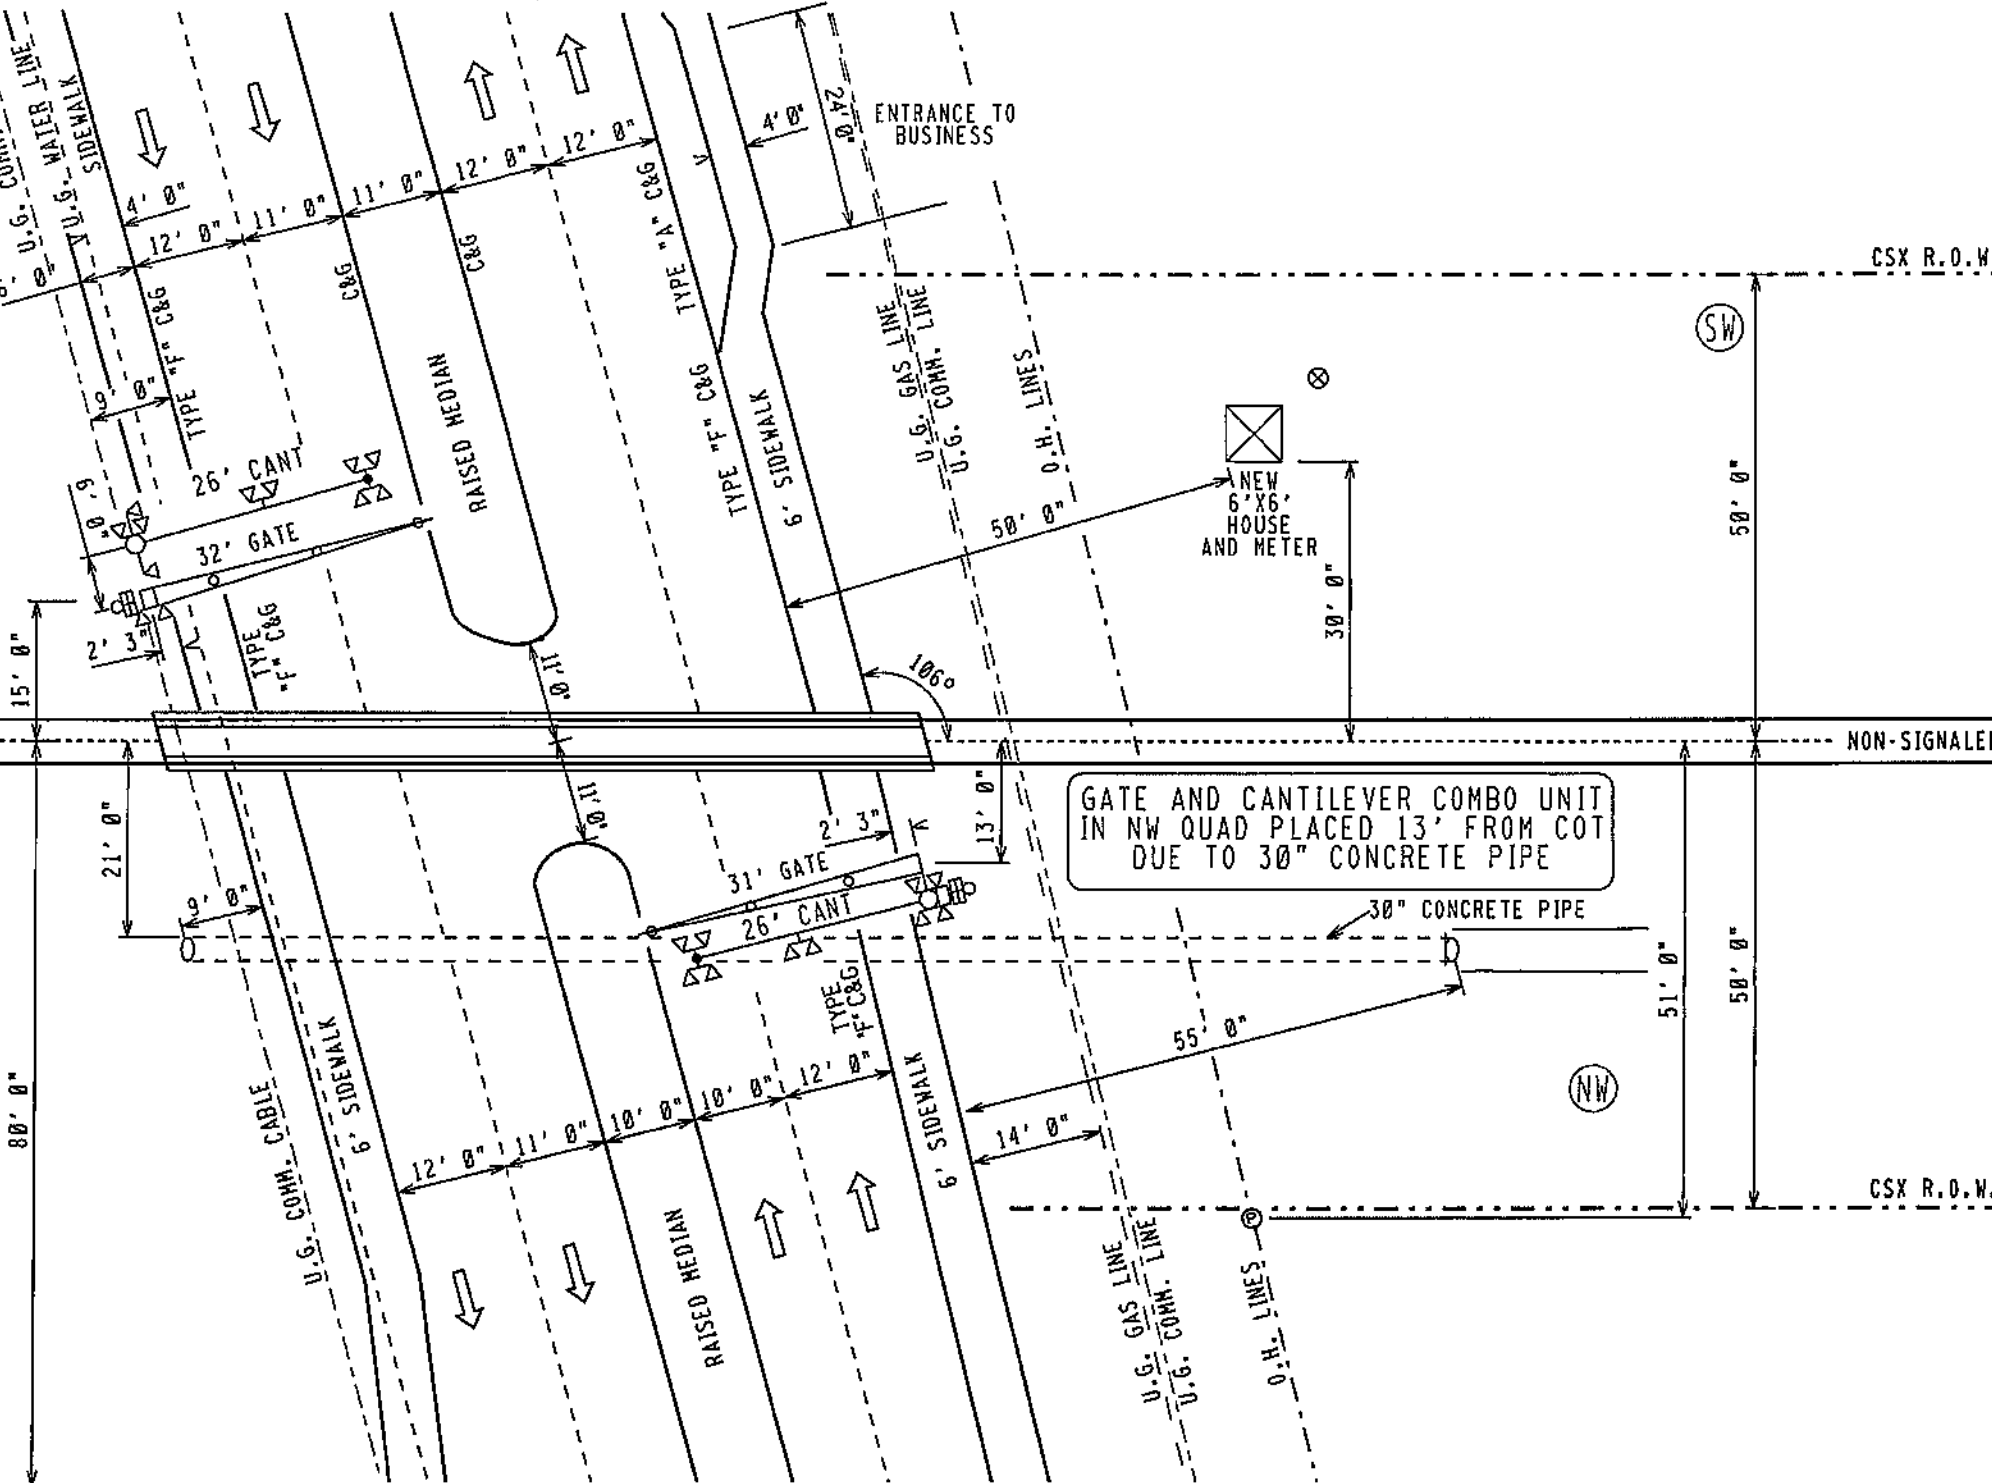 U.G. WATER LINE
SIDEWALK
24'0"
ENTRANCE TO
BUSINESS
4'0"
12' 0"
12' 0"
11' 0"
11' 0"
12' 0"
4' 0"
TYPE "A" C&G
C&G
C&G
TYPE "F" C&G
CSX R.O.W.
SW
U.G. GAS LINE
U.G. COMM. LINE
O.H. LINES
9' 0"
RAISED MEDIAN
TYPE "F" C&G
6' SIDEWALK
26' CANT
6' 0"
32' GATE
50' 0"
NEW
6'X6'
HOUSE
AND METER
50' 0"
30' 0"
15' 0"
2' 3"
TYPE
"F" C&G
11'0"
106°
NON-SIGNALED
21' 0"
11'0"
13' 0"
GATE AND CANTILEVER COMBO UNIT
IN NW QUAD PLACED 13' FROM COT
DUE TO 30" CONCRETE PIPE
2' 3"
31' GATE
26' CANT
9' 0"
30" CONCRETE PIPE
51' 0"
50' 0"
TYPE
"F" C&G
55' 0"
NW
80' 0"
U.G. COMM. CABLE
6' SIDEWALK
12' 0"
11' 0"
10' 0"
10' 0"
12' 0"
6' SIDEWALK
14' 0"
CSX R.O.W.
P
RAISED MEDIAN
U.G. GAS LINE
U.G. COMM. LINE
O.H. LINES